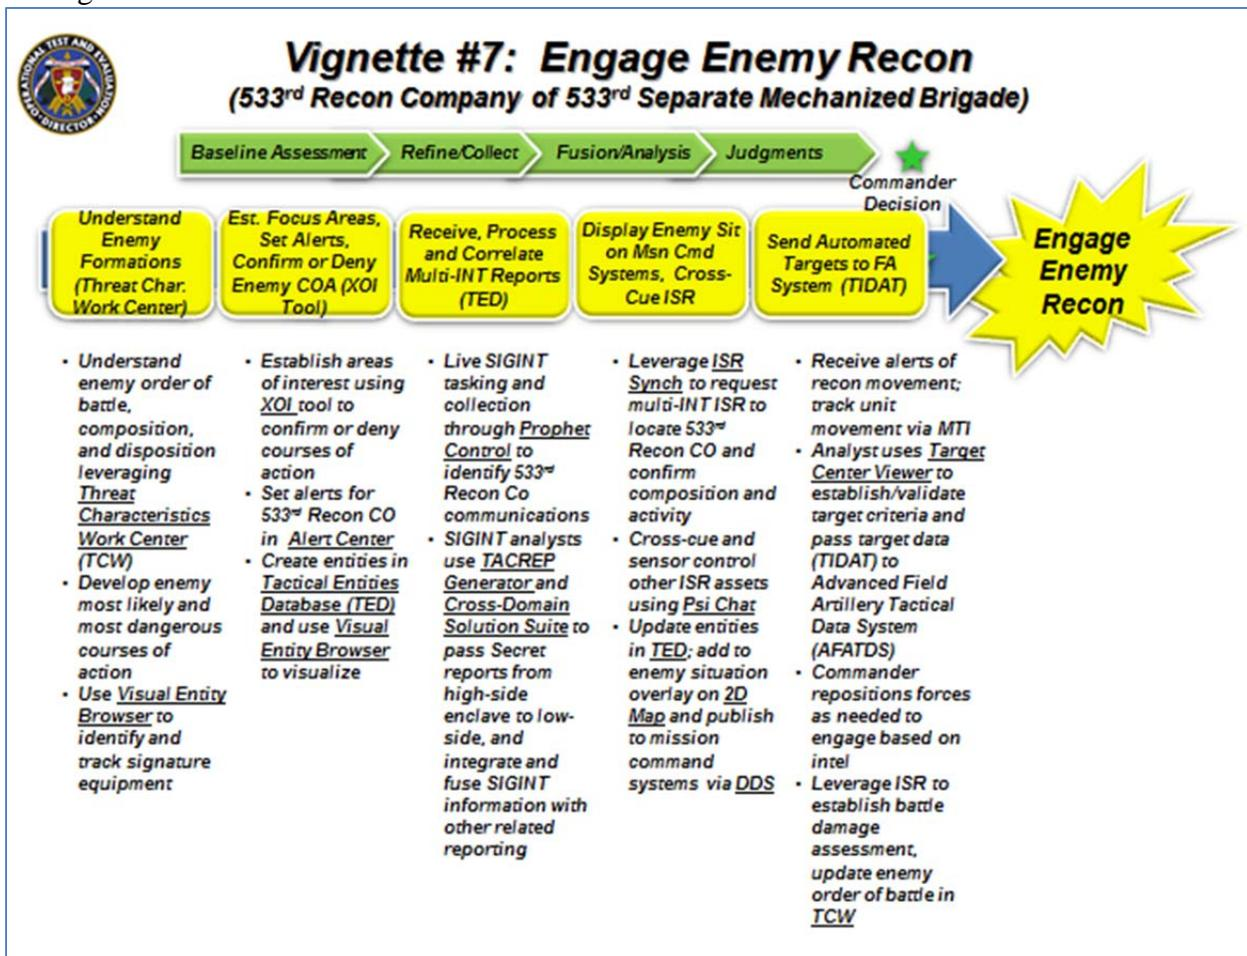 Vignette #7: Engage Enemy Recon
(533rd Recon Company of 533rd Separate Mechanized Brigade)
OPERATIONAL TEST AND EVALUATION
DIRECTOR
Baseline Assessment
Refine/Collect
Fusion/Analysis
Judgments
Commander
Decision
Understand
Enemy
Formations
(Threat Char.
Work Center)
Est. Focus Areas,
Set Alerts,
Confirm or Deny
Enemy COA (XOI
Tool)
Receive, Process
and Correlate
Multi-INT Reports
(TED)
Display Enemy Sit
on Msn Cmd
Systems, Cross-
Cue ISR
Send Automated
Targets to FA
System (TIDAT)
Engage
Enemy
Recon
• Understand
enemy order of
battle,
composition,
and disposition
leveraging
Threat
Characteristics
Work Center
(TCW)
• Develop enemy
most likely and
most dangerous
courses of
action
• Use Visual Entity
Browser to
identify and
track signature
equipment
• Establish areas
of interest using
XOI tool to
confirm or deny
courses of
action
• Set alerts for
533rd Recon CO
in Alert Center
• Create entities in
Tactical Entities
Database (TED)
and use Visual
Entity Browser
to visualize
• Live SIGINT
tasking and
collection
through Prophet
Control to
identify 533rd
Recon Co
communications
• SIGINT analysts
use TACREP
Generator and
Cross-Domain
Solution Suite to
pass Secret
reports from
high-side
enclave to low-
side, and
integrate and
fuse SIGINT
information with
other related
reporting
• Leverage ISR
Synch to request
multi-INT ISR to
locate 533rd
Recon CO and
confirm
composition and
activity
• Cross-cue and
sensor control
other ISR assets
using Psi Chat
• Update entities
in TED; add to
enemy situation
overlay on 2D
Map and publish
to mission
command
systems via DDS
• Receive alerts of
recon movement;
track unit
movement via MTI
• Analyst uses Target
Center Viewer to
establish/validate
target criteria and
pass target data
(TIDAT) to
Advanced Field
Artillery Tactical
Data System
(AFATDS)
• Commander
repositions forces
as needed to
engage based on
intel
• Leverage ISR to
establish battle
damage
assessment,
update enemy
order of battle in
TCW